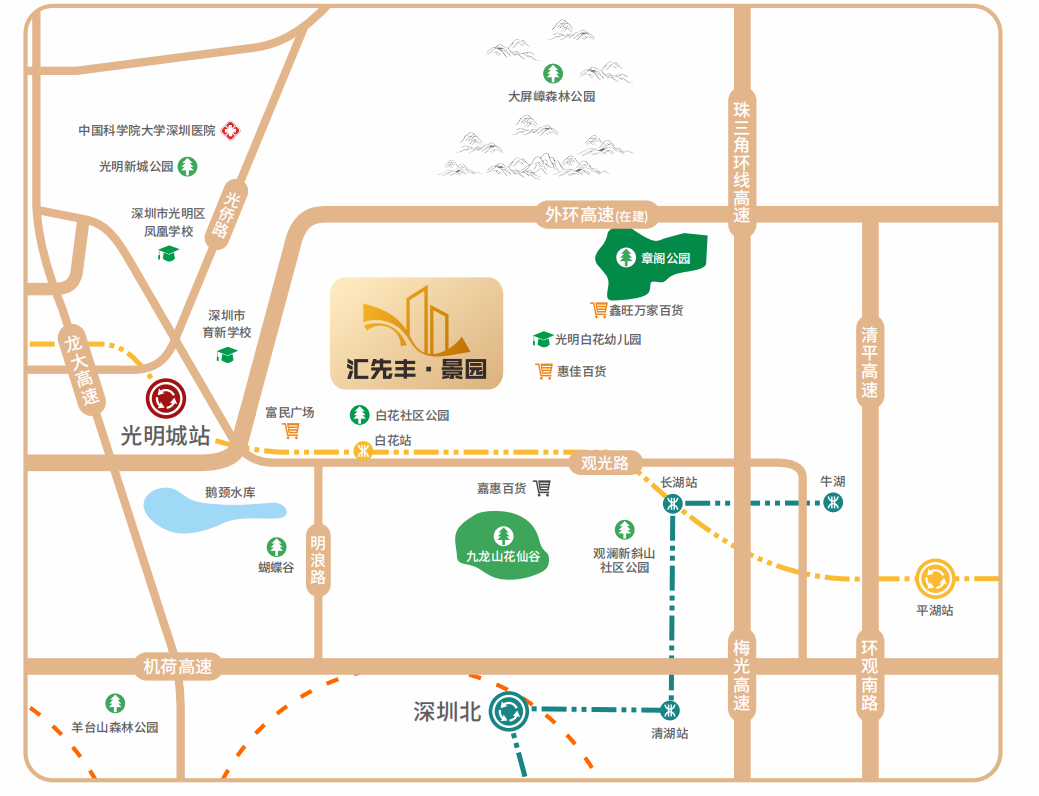 大屏嶂森林公园
珠三角环线高速
中国科学院大学深圳医院
光明新城公园
光侨路
深圳市光明区
凤凰学校
外环高速(在建)
章阁公园
鑫旺万家百货
深圳市
育新学校
龙大高速
光明白花幼儿园
清平高速
汇先丰·景园
惠佳百货
光明城站
富民广场
白花社区公园
白花站
观光路
鹅颈水库
嘉惠百货
长湖站
牛湖
明浪路
九龙山花仙谷
观澜新斜山
社区公园
蝴蝶谷
平湖站
机荷高速
梅光高速
环观南路
羊台山森林公园
深圳北
清湖站